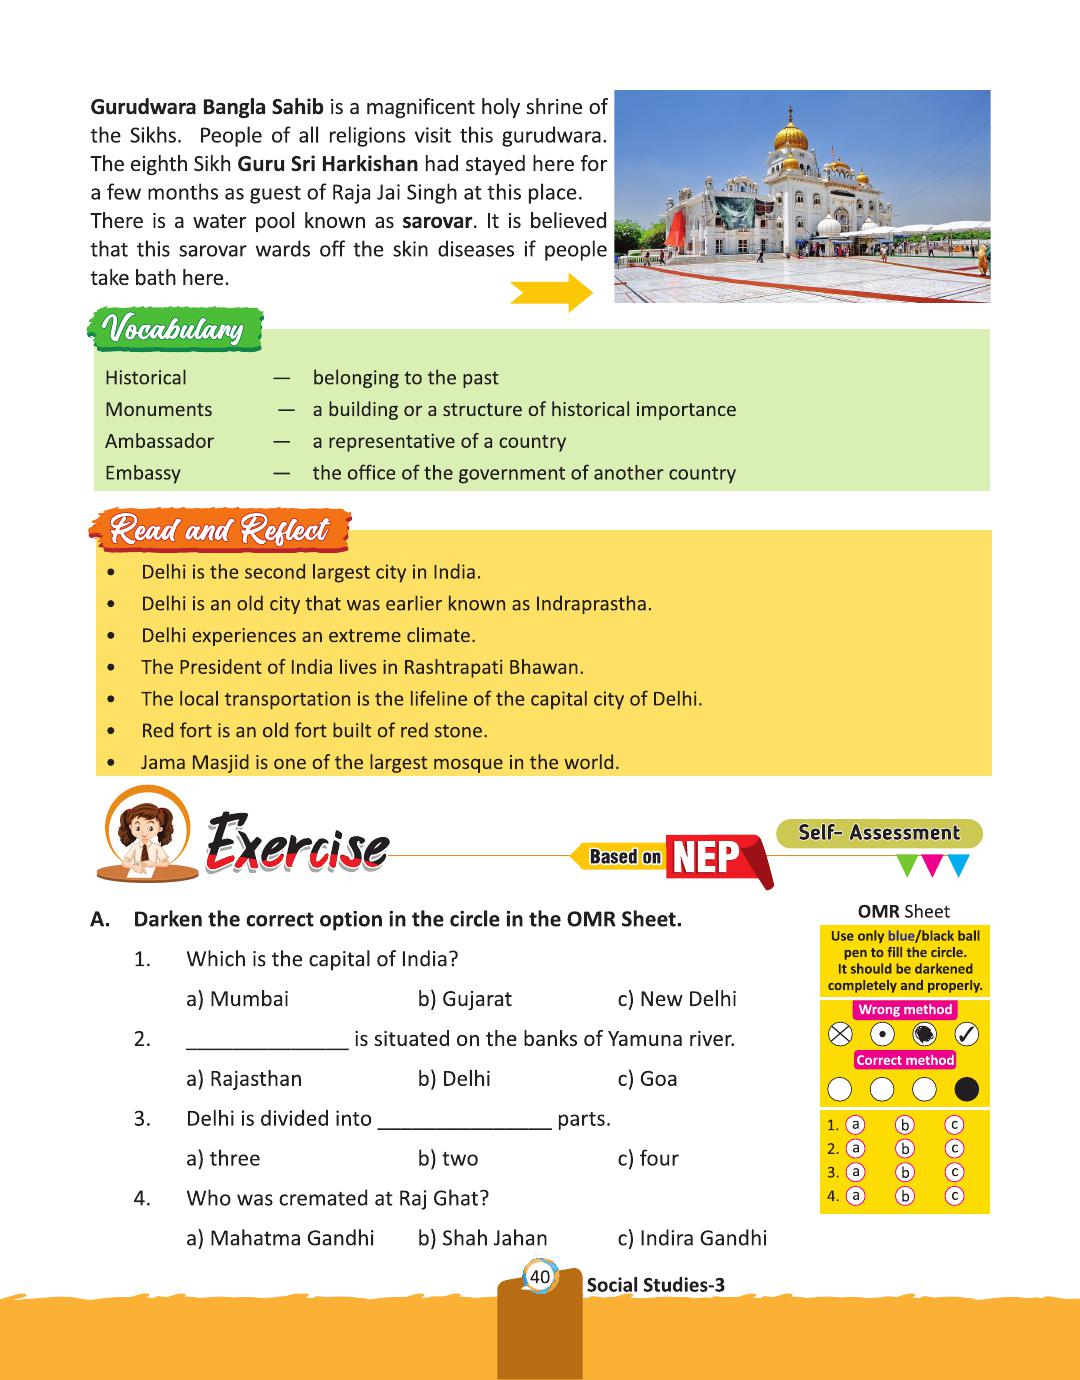 Gurudwara Bangla Sahib is a magnificent holy shrine of
the Sikhs. People of all religions visit this gurudwara.
The eighth Sikh Guru Sri Harkishan had stayed here for
a few months as guest of Raja Jai Singh at this place.
There is a water pool known as sarovar. It is believed
that this sarovar wards off the skin diseases if people
take bath here.
Vocabulary
Historical — belonging to the past
Monuments — a building or a structure of historical importance
Ambassador — a representative of a country
Embassy — the office of the government of another country
Read and Reflect
• Delhi is the second largest city in India.
• Delhi is an old city that was earlier known as Indraprastha.
• Delhi experiences an extreme climate.
• The President of India lives in Rashtrapati Bhawan.
• The local transportation is the lifeline of the capital city of Delhi.
• Red fort is an old fort built of red stone.
• Jama Masjid is one of the largest mosque in the world.
Exercise
Based on NEP
Self- Assessment
A. Darken the correct option in the circle in the OMR Sheet.
1. Which is the capital of India?
a) Mumbai b) Gujarat c) New Delhi
2. ______________ is situated on the banks of Yamuna river.
a) Rajasthan b) Delhi c) Goa
3. Delhi is divided into _______________ parts.
a) three b) two c) four
4. Who was cremated at Raj Ghat?
a) Mahatma Gandhi b) Shah Jahan c) Indira Gandhi
OMR Sheet
Use only blue/black ball
pen to fill the circle.
It should be darkened
completely and properly.
Wrong method
Correct method
1. a b c
2. a b c
3. a b c
4. a b c
40
Social Studies-3